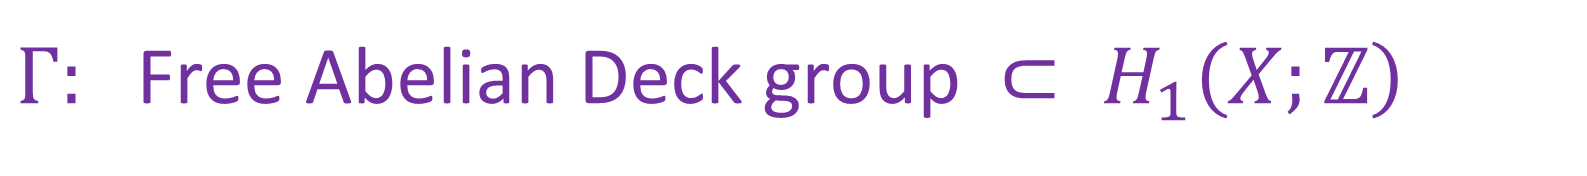 Γ: Free Abelian Deck group ⊂ H₁(X; ℤ)